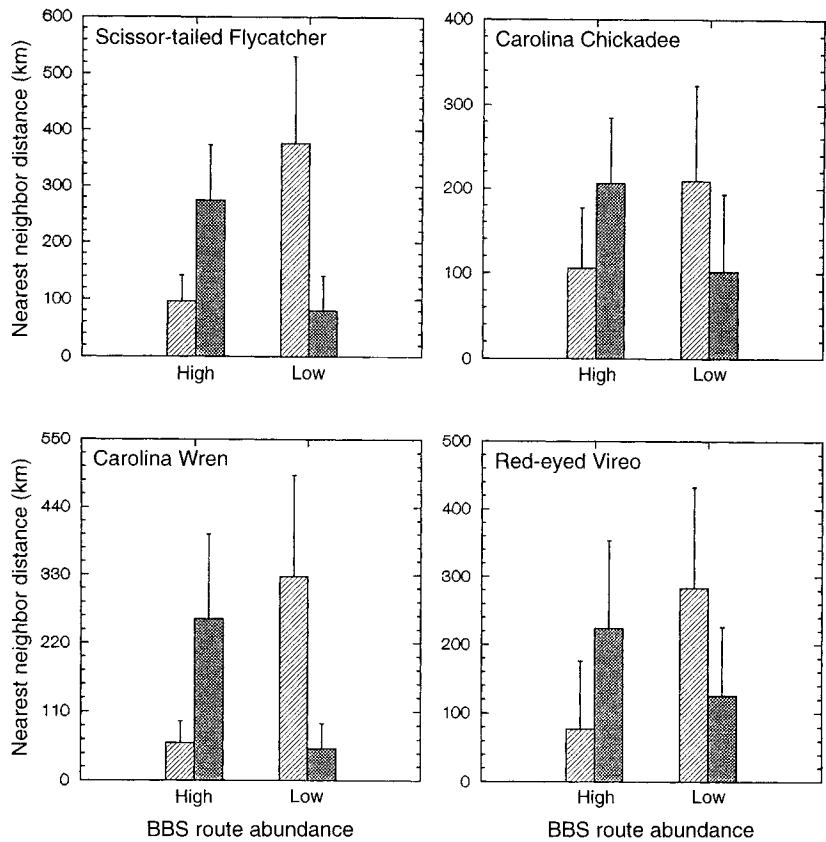 Scissor-tailed Flycatcher
Nearest neighbor distance (km)
600
500
400
300
200
100
0
High Low
Carolina Chickadee
400
300
200
100
0
High Low
Carolina Wren
Nearest neighbor distance (km)
550
440
330
220
110
0
High Low
BBS route abundance
Red-eyed Vireo
500
400
300
200
100
0
High Low
BBS route abundance